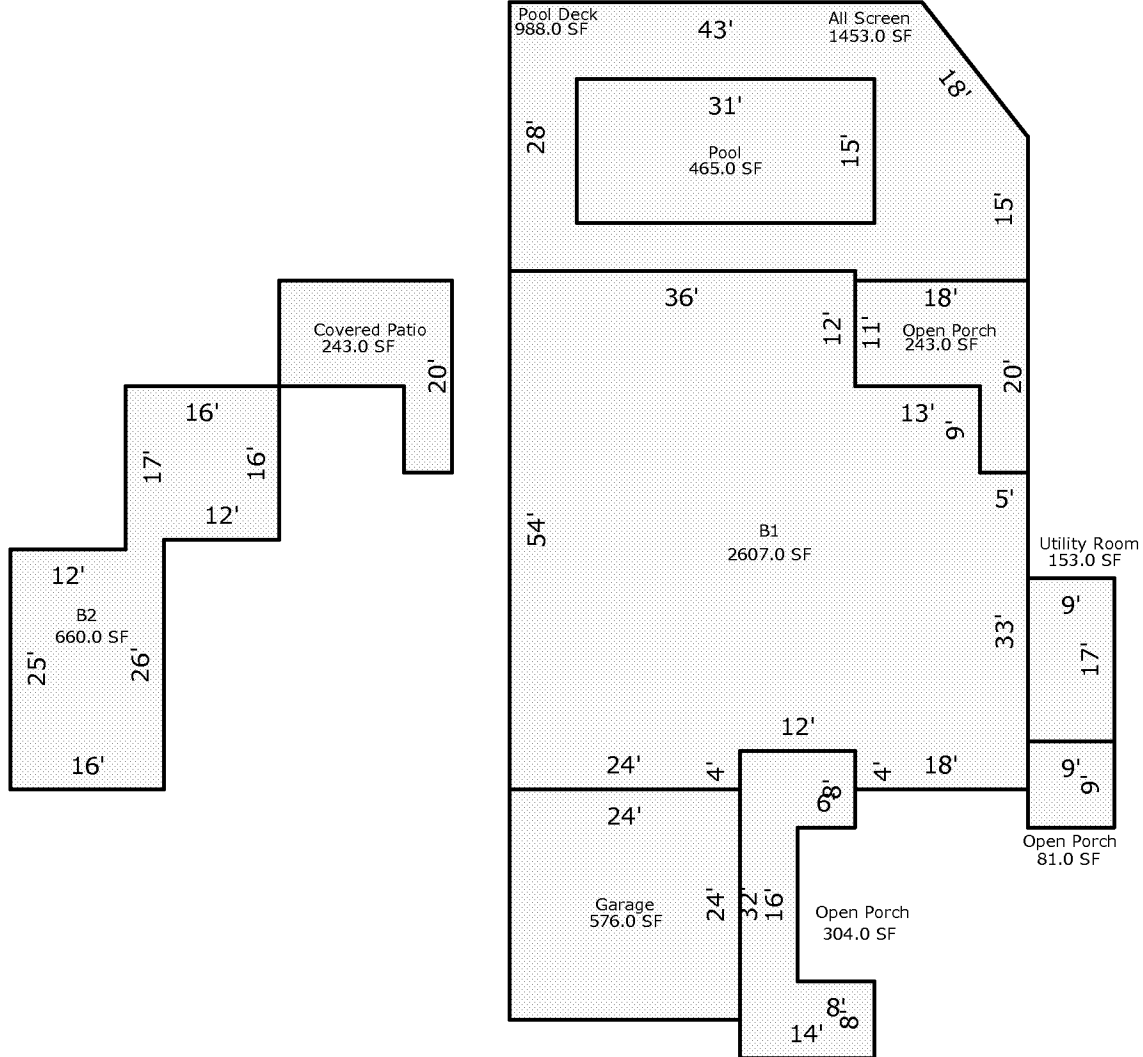 Pool Deck
988.0 SF
43'
All Screen
1453.0 SF
18'
28'
31'
Pool
465.0 SF
15'
15'
Covered Patio
243.0 SF
20'
36'
12'
11'
18'
Open Porch
243.0 SF
20'
16'
17'
16'
12'
13'
9'
5'
54'
B1
2607.0 SF
Utility Room
153.0 SF
12'
B2
660.0 SF
25'
26'
16'
33'
9'
17'
12'
24'
4'
4'
18'
9'
9'
6'
8'
24'
Open Porch
81.0 SF
Garage
576.0 SF
24'
32'
16'
Open Porch
304.0 SF
8'
8'
14'